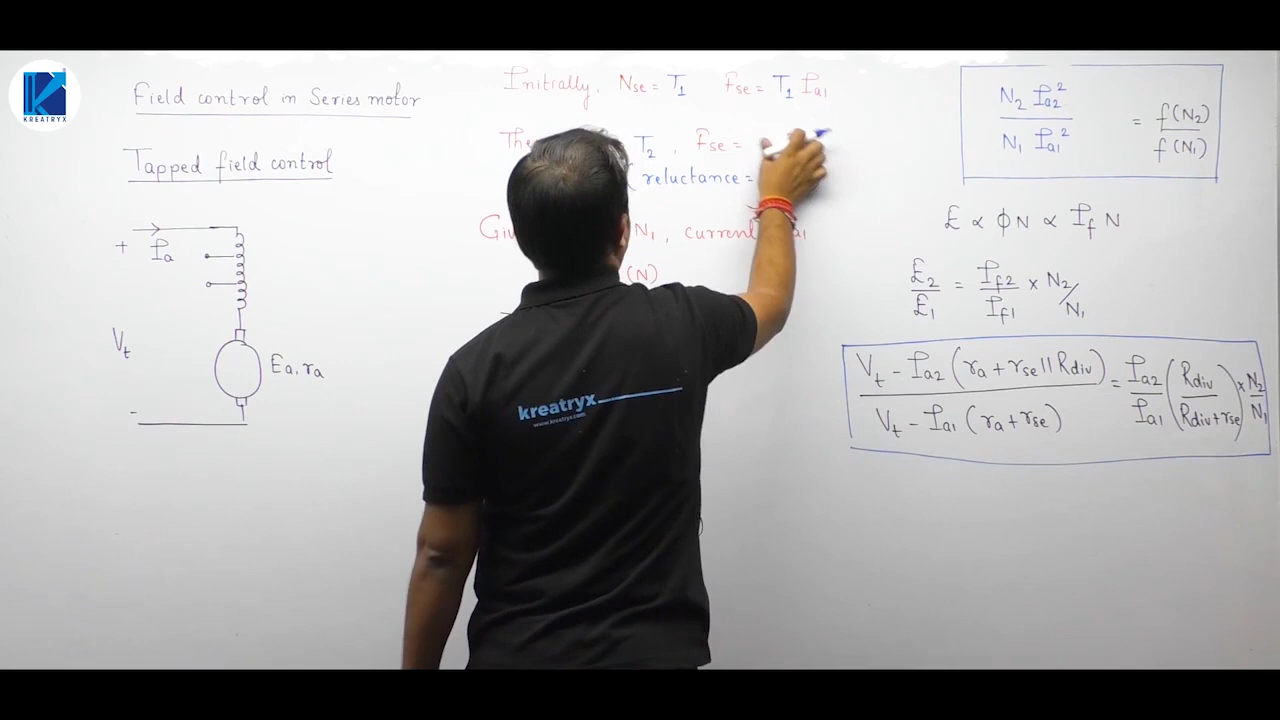 KREATRYX
Field control in Series motor
Tapped field control
+
Ia
Vt
Ea, ra
-
Initially, Nse = T1 Fse = T1 Ia1
T2 , Fse =
( reluctance =
N1 , current
(N)
kreatryx
www.kreatryx.com
N2 Ia2² / N1 Ia1² = f(N2) / f(N1)
E ∝ ϕN ∝ If N
E2 / E1 = If2 / If1 × N2 / N1
Vt - Ia2 (ra + rse || Rdiv) / Vt - Ia1 (ra + rse) = Ia2 / Ia1 (Rdiv / Rdiv + rse) × N2 / N1